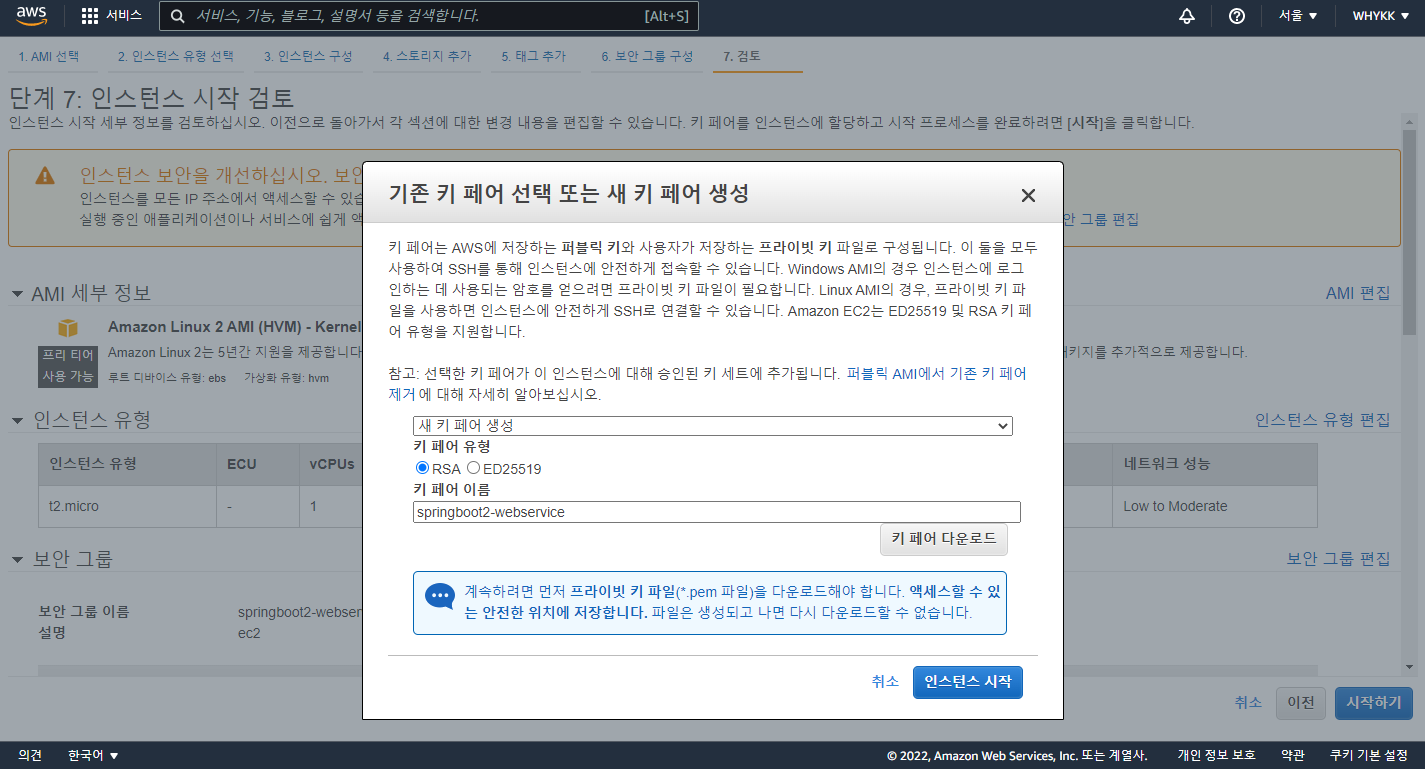 aws
서비스
서비스, 기능, 블로그, 설명서 등을 검색합니다.
[Alt+S]
서울 ▼
WHYKK ▼
1. AMI 선택
2. 인스턴스 유형 선택
3. 인스턴스 구성
4. 스토리지 추가
5. 태그 추가
6. 보안 그룹 구성
7. 검토
단계 7: 인스턴스 시작 검토
인스턴스 시작 세부 정보를 검토하십시오. 이전으로 돌아가서 각 섹션에 대한 변경 내용을 편집할 수 있습니다. 키 페어를 인스턴스에 할당하고 시작 프로세스를 완료하려면 [시작]을 클릭합니다.
인스턴스 보안을 개선하십시오. 보안
인스턴스를 모든 IP 주소에서 액세스할 수 있습
실행 중인 애플리케이션이나 서비스에 쉽게 액
안 그룹 편집
AMI 세부 정보
AMI 편집
Amazon Linux 2 AMI (HVM) - Kernel
프리 티어
사용 가능
Amazon Linux 2는 5년간 지원을 제공합니다
키지를 추가적으로 제공합니다.
루트 디바이스 유형: ebs
가상화 유형: hvm
인스턴스 유형
인스턴스 유형 편집
인스턴스 유형
ECU
vCPUs
네트워크 성능
t2.micro
-
1
Low to Moderate
보안 그룹
보안 그룹 편집
보안 그룹 이름
springboot2-webser
설명
ec2
기존 키 페어 선택 또는 새 키 페어 생성
키 페어는 AWS에 저장하는 퍼블릭 키와 사용자가 저장하는 프라이빗 키 파일로 구성됩니다. 이 둘을 모두
사용하여 SSH를 통해 인스턴스에 안전하게 접속할 수 있습니다. Windows AMI의 경우 인스턴스에 로그
인하는 데 사용되는 암호를 얻으려면 프라이빗 키 파일이 필요합니다. Linux AMI의 경우, 프라이빗 키 파
일을 사용하면 인스턴스에 안전하게 SSH로 연결할 수 있습니다. Amazon EC2는 ED25519 및 RSA 키 페
어 유형을 지원합니다.
참고: 선택한 키 페어가 이 인스턴스에 대해 승인된 키 세트에 추가됩니다. 퍼블릭 AMI에서 기존 키 페어
제거 에 대해 자세히 알아보십시오.
새 키 페어 생성
키 페어 유형
RSA ED25519
키 페어 이름
springboot2-webservice
키 페어 다운로드
계속하려면 먼저 프라이빗 키 파일(*.pem 파일)을 다운로드해야 합니다. 액세스할 수 있
는 안전한 위치에 저장합니다. 파일은 생성되고 나면 다시 다운로드할 수 없습니다.
취소
인스턴스 시작
취소
이전
시작하기
의견
한국어 ▼
© 2022, Amazon Web Services, Inc. 또는 계열사.
개인 정보 보호
약관
쿠키 기본 설정